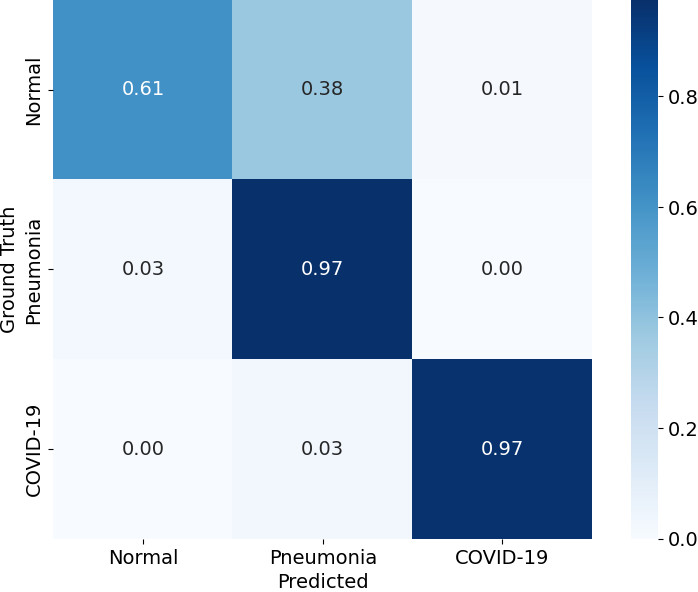 Normal 0.61 0.38 0.01
Ground Truth
Pneumonia 0.03 0.97 0.00
COVID-19 0.00 0.03 0.97
Normal Pneumonia COVID-19
Predicted
0.8
0.6
0.4
0.2
0.0